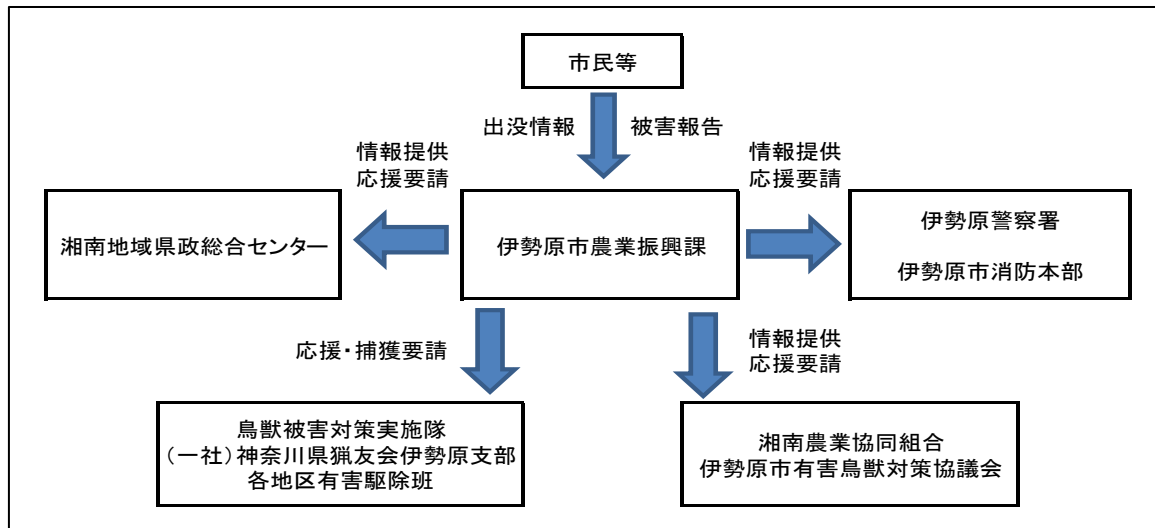 市民等
出没情報 被害報告
情報提供
応援要請
情報提供
応援要請
湘南地域県政総合センター
伊勢原市農業振興課
伊勢原警察署
伊勢原市消防本部
応援・捕獲要請
情報提供
応援要請
鳥獣被害対策実施隊
（一社）神奈川県猟友会伊勢原支部
各地区有害駆除班
湘南農業協同組合
伊勢原市有害鳥獣対策協議会